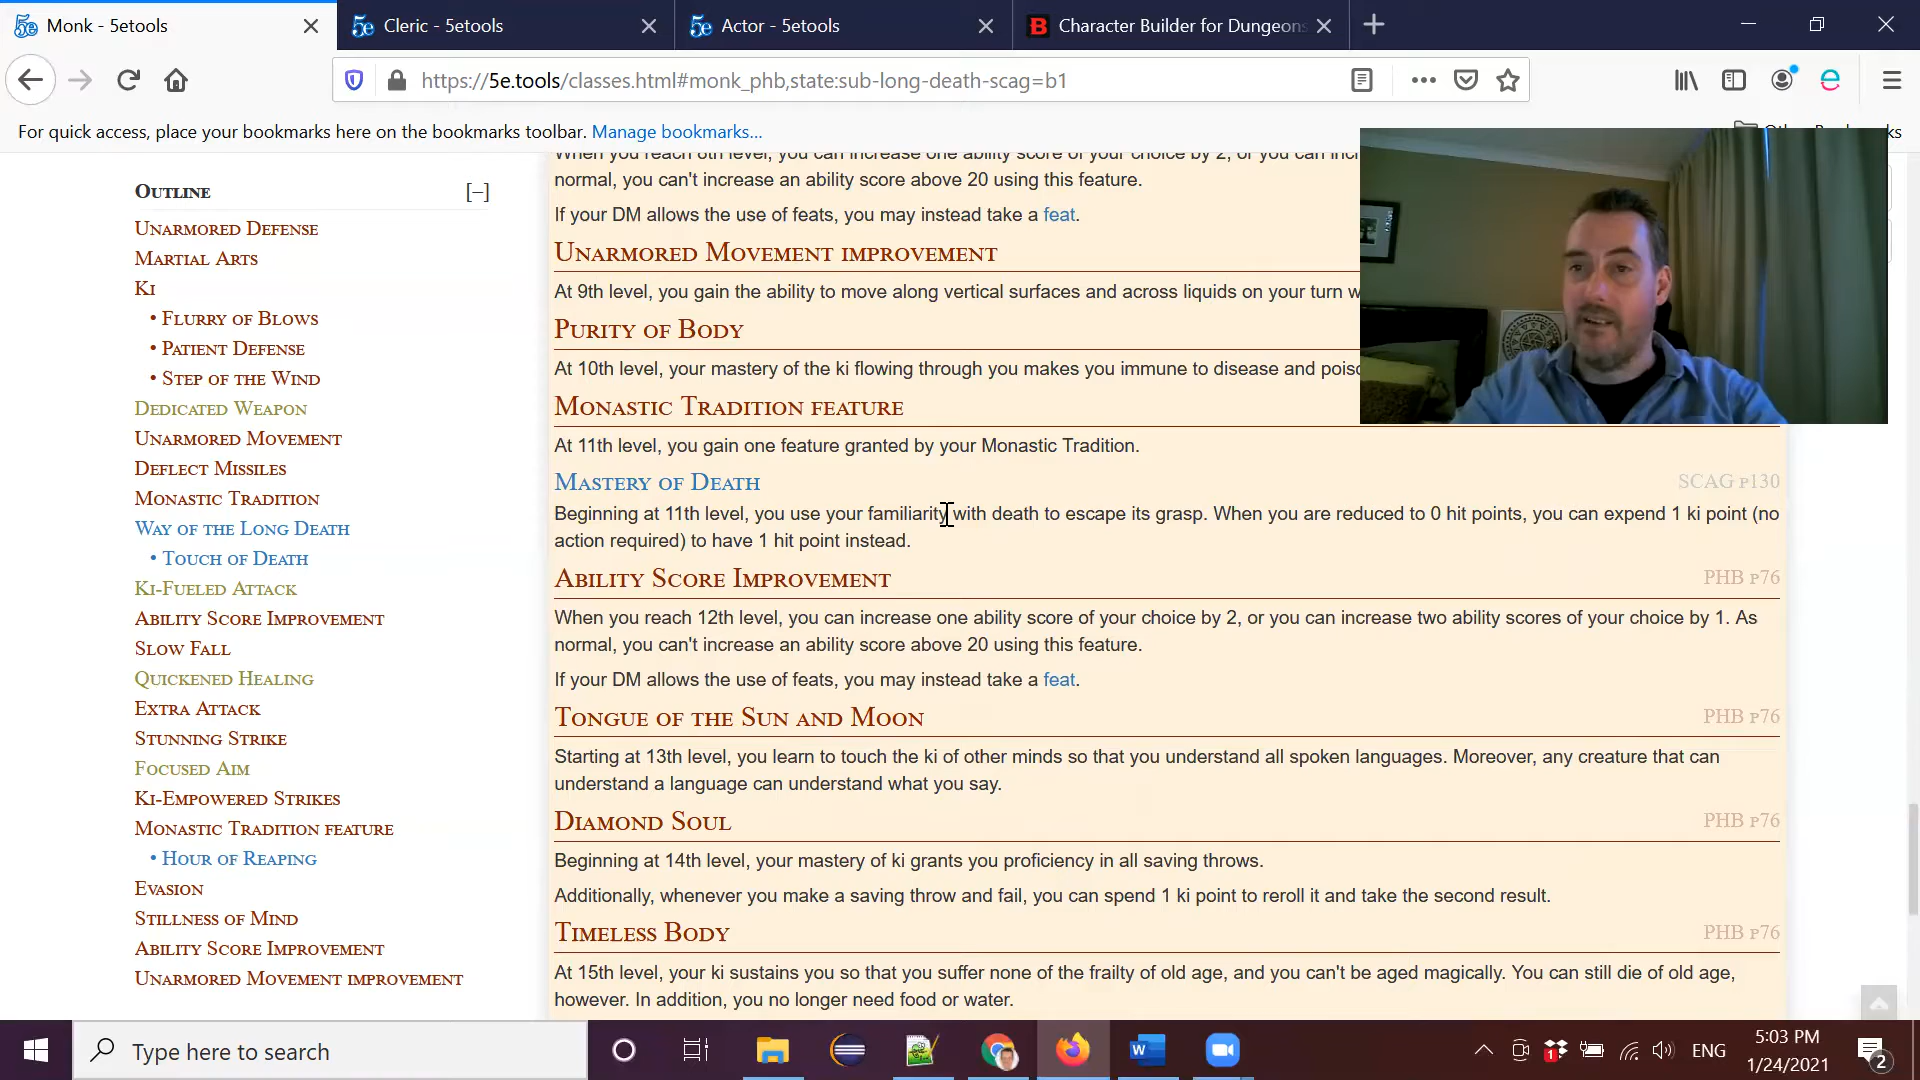 Monk - 5etools
Cleric - 5etools
Actor - 5etools
Character Builder for Dungeons
https://5e.tools/classes.html#monk_phb,state:sub-long-death-scag=b1
For quick access, place your bookmarks here on the bookmarks toolbar. Manage bookmarks...
OUTLINE [–]
UNARMORED DEFENSE
MARTIAL ARTS
KI
• FLURRY OF BLOWS
• PATIENT DEFENSE
• STEP OF THE WIND
DEDICATED WEAPON
UNARMORED MOVEMENT
DEFLECT MISSILES
MONASTIC TRADITION
WAY OF THE LONG DEATH
• TOUCH OF DEATH
KI-FUELED ATTACK
ABILITY SCORE IMPROVEMENT
SLOW FALL
QUICKENED HEALING
EXTRA ATTACK
STUNNING STRIKE
FOCUSED AIM
KI-EMPOWERED STRIKES
MONASTIC TRADITION FEATURE
• HOUR OF REAPING
EVASION
STILLNESS OF MIND
ABILITY SCORE IMPROVEMENT
UNARMORED MOVEMENT IMPROVEMENT
When you reach 8th level, you can increase one ability score of your choice by 2, or you can
normal, you can't increase an ability score above 20 using this feature.
If your DM allows the use of feats, you may instead take a feat.
UNARMORED MOVEMENT IMPROVEMENT
At 9th level, you gain the ability to move along vertical surfaces and across liquids on your turn
PURITY OF BODY
At 10th level, your mastery of the ki flowing through you makes you immune to disease and
MONASTIC TRADITION FEATURE
At 11th level, you gain one feature granted by your Monastic Tradition.
MASTERY OF DEATH SCAG P130
Beginning at 11th level, you use your familiarity with death to escape its grasp. When you are reduced to 0 hit points, you can expend 1 ki point (no
action required) to have 1 hit point instead.
ABILITY SCORE IMPROVEMENT PHB P76
When you reach 12th level, you can increase one ability score of your choice by 2, or you can increase two ability scores of your choice by 1. As
normal, you can't increase an ability score above 20 using this feature.
If your DM allows the use of feats, you may instead take a feat.
TONGUE OF THE SUN AND MOON PHB P76
Starting at 13th level, you learn to touch the ki of other minds so that you understand all spoken languages. Moreover, any creature that can
understand a language can understand what you say.
DIAMOND SOUL PHB P76
Beginning at 14th level, your mastery of ki grants you proficiency in all saving throws.
Additionally, whenever you make a saving throw and fail, you can spend 1 ki point to reroll it and take the second result.
TIMELESS BODY PHB P76
At 15th level, your ki sustains you so that you suffer none of the frailty of old age, and you can't be aged magically. You can still die of old age,
however. In addition, you no longer need food or water.
Type here to search
ENG
5:03 PM
1/24/2021
2